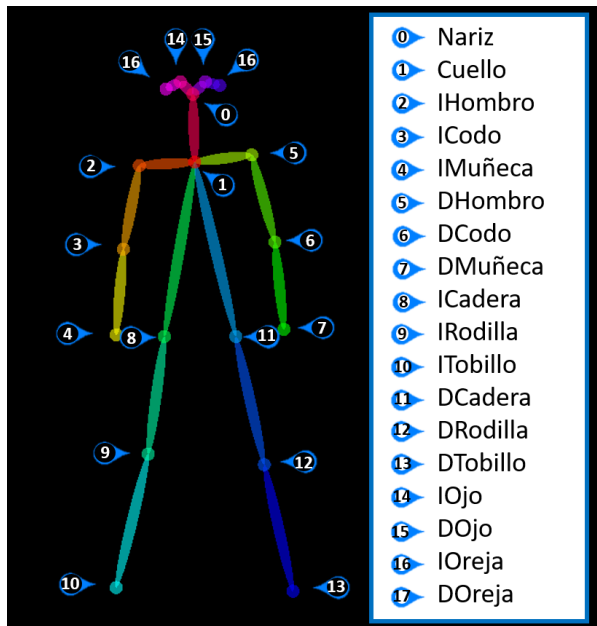 16 14 15 16
0
2 5
1
3 6
4 8 11 7
9 12
10 13
0 Nariz
1 Cuello
2 IHombro
3 ICodo
4 IMuñeca
5 DHombro
6 DCodo
7 DMuñeca
8 ICadera
9 IRodilla
10 ITobillo
11 DCadera
12 DRodilla
13 DTobillo
14 IOjo
15 DOjo
16 IOreja
17 DOreja